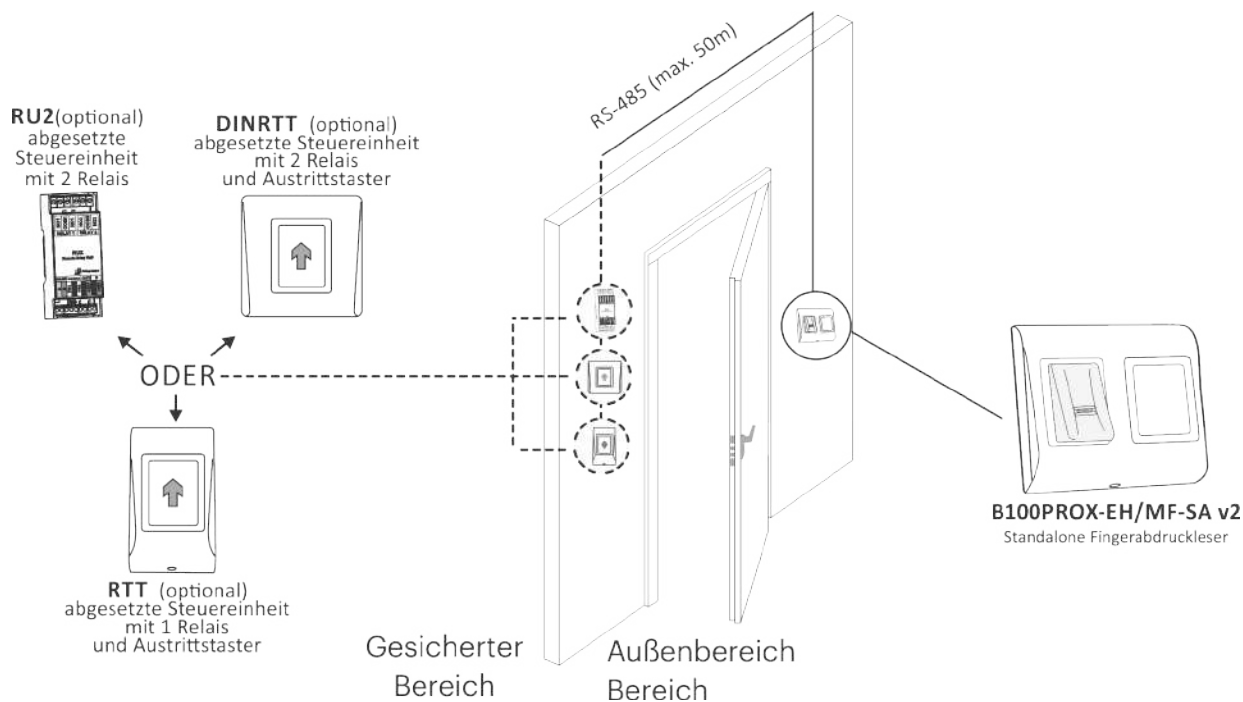 RS-485 (max. 50m)
RU2(optional)
abgesetzte
Steuereinheit
mit 2 Relais
DINRTT (optional)
abgesetzte Steuereinheit
mit 2 Relais
und Austrittstaster
ODER
RTT (optional)
abgesetzte Steuereinheit
mit 1 Relais
und Austrittstaster
Gesicherter
Bereich
Außenbereich
Bereich
B100PROX-EH/MF-SA v2
Standalone Fingerabdruckleser